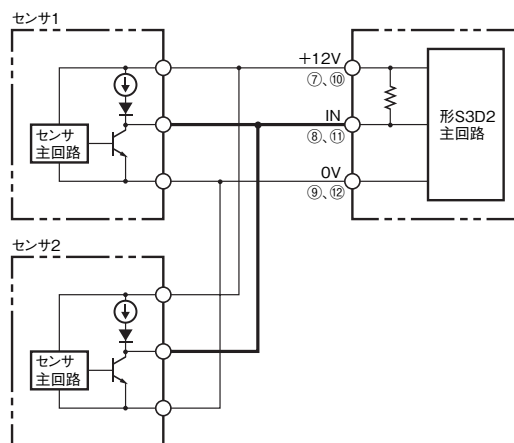 センサ1
+12V
⑦、⑩
IN
⑧、⑪
0V
⑨、⑫
センサ
主回路
形S3D2
主回路
センサ2
センサ
主回路